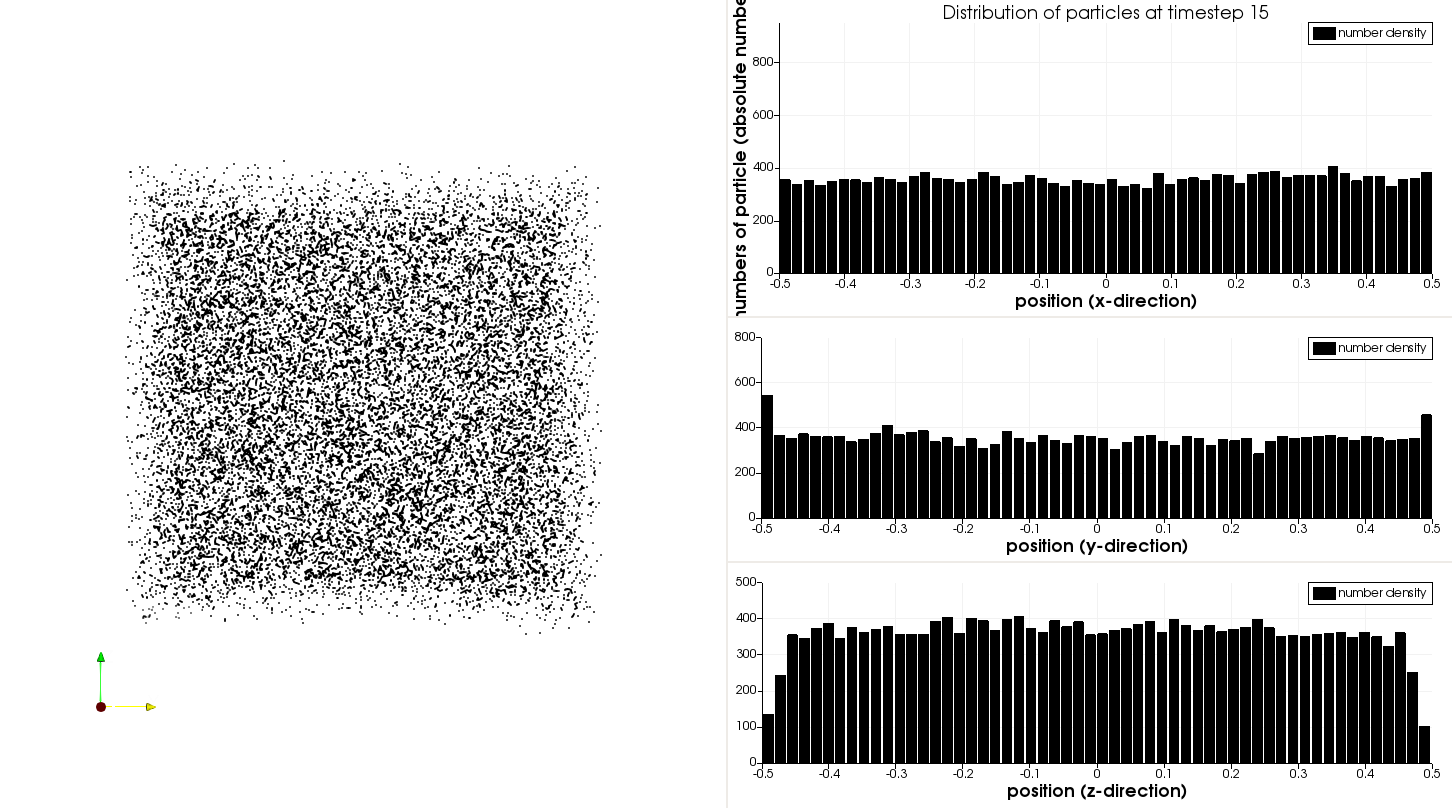 Distribution of particles at timestep 15
numbers of particle (absolute numbe
number density
800
600
400
200
0
-0.5 -0.4 -0.3 -0.2 -0.1 0 0.1 0.2 0.3 0.4 0.5
position (x-direction)
number density
800
600
400
200
0
-0.5 -0.4 -0.3 -0.2 -0.1 0 0.1 0.2 0.3 0.4 0.5
position (y-direction)
number density
500
400
300
200
100
0
-0.5 -0.4 -0.3 -0.2 -0.1 0 0.1 0.2 0.3 0.4 0.5
position (z-direction)